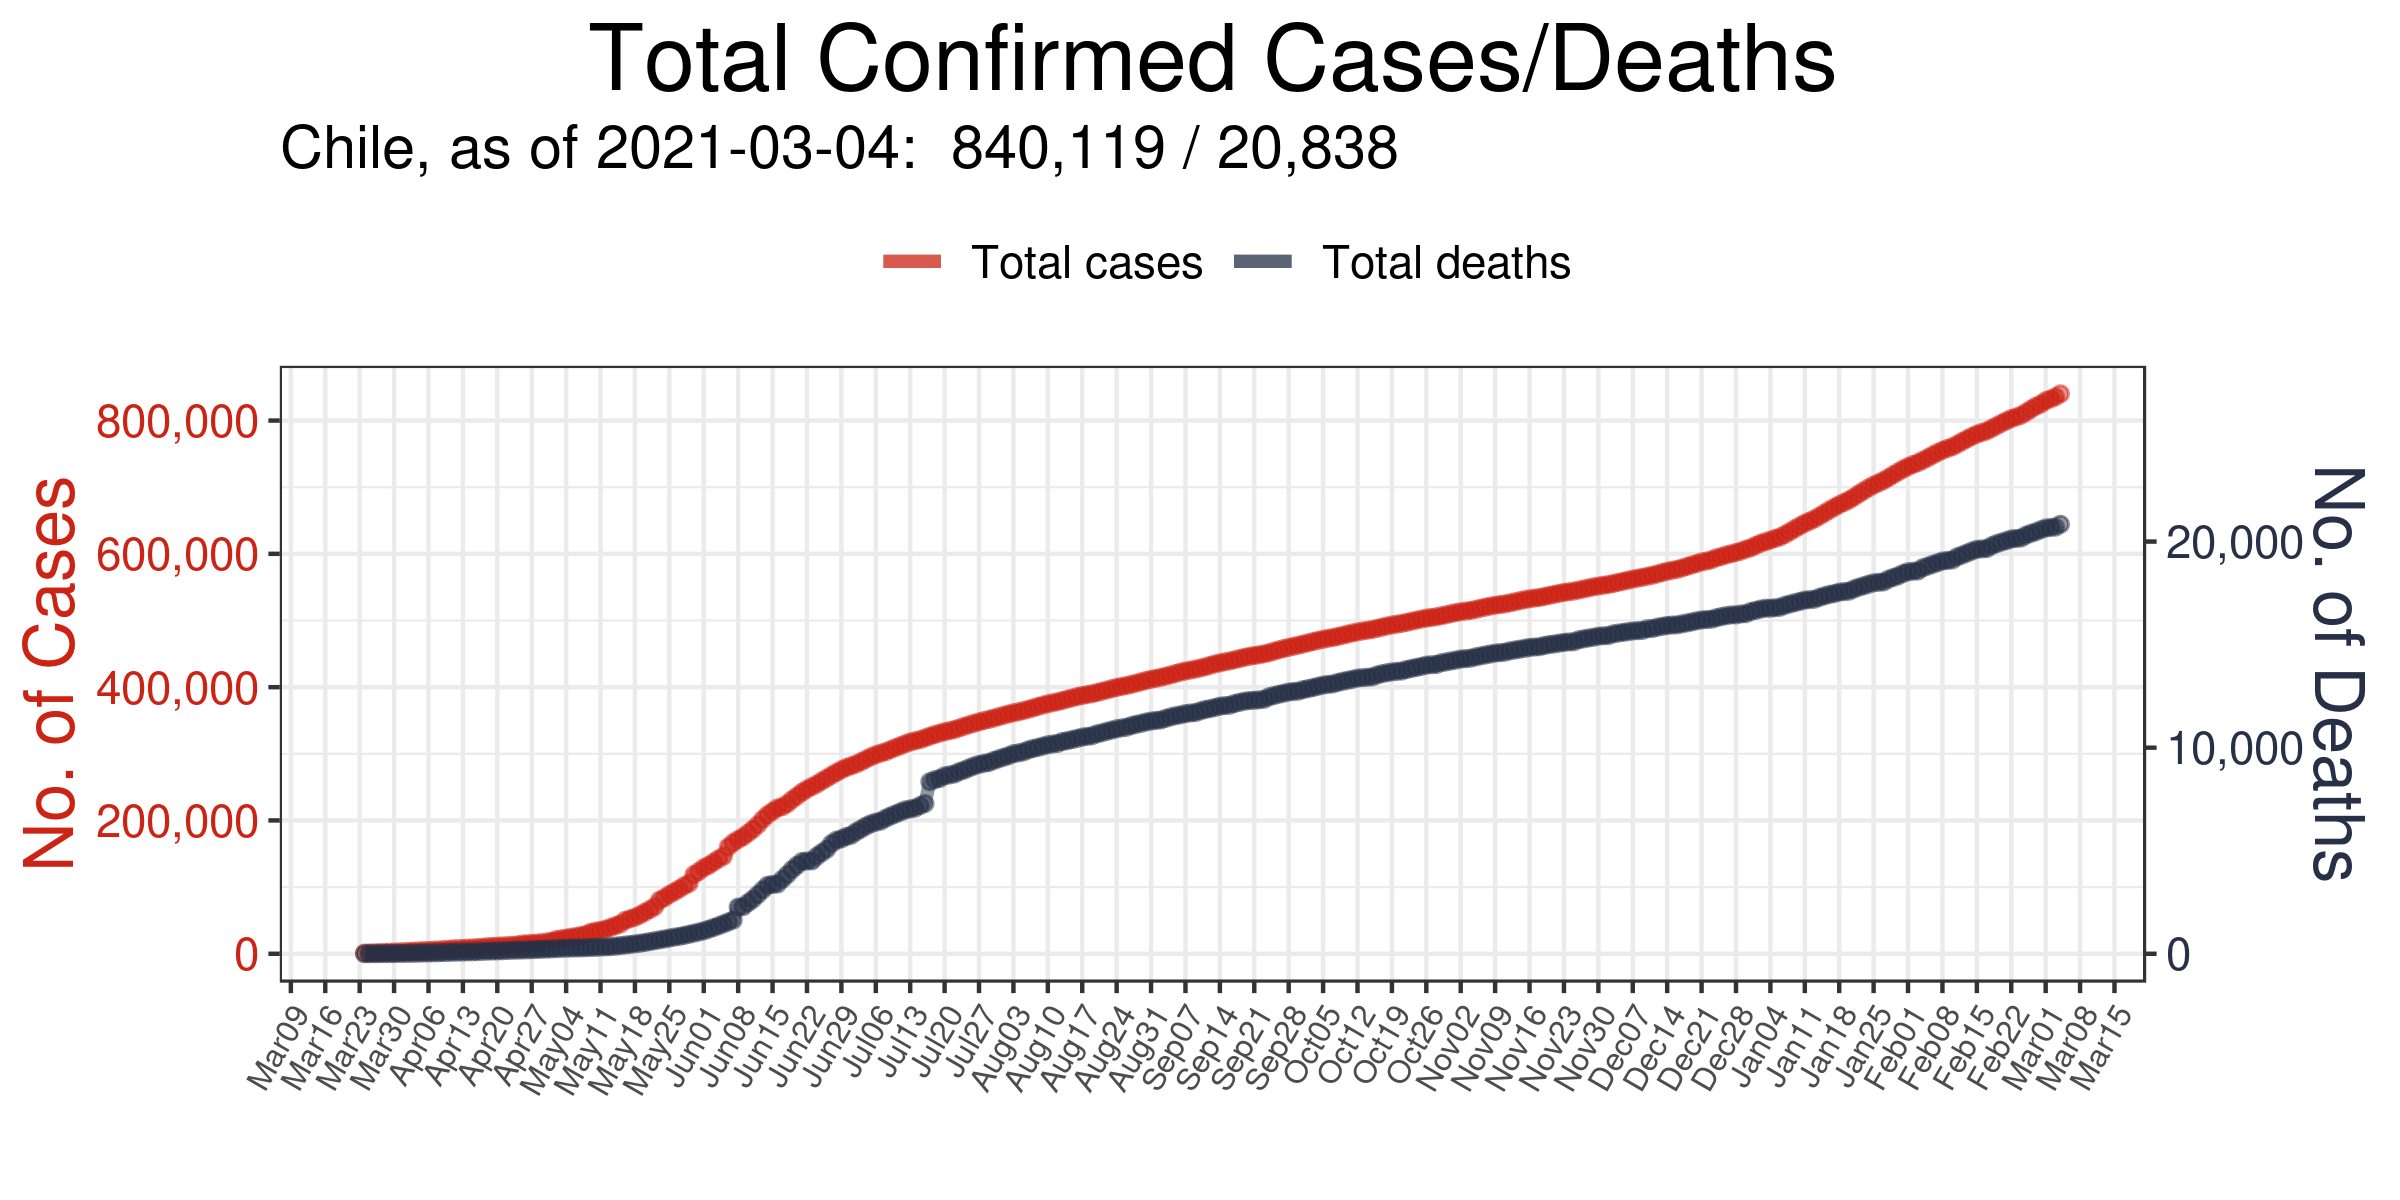 Total Confirmed Cases/Deaths
Chile, as of 2021-03-04:  840,119 / 20,838
Total cases
Total deaths
No. of Cases
800,000
600,000
400,000
200,000
0
20,000
10,000
0
No. of Deaths
Mar09
Mar16
Mar23
Mar30
Apr06
Apr13
Apr20
Apr27
May04
May11
May18
May25
Jun01
Jun08
Jun15
Jun22
Jun29
Jul06
Jul13
Jul20
Jul27
Aug03
Aug10
Aug17
Aug24
Aug31
Sep07
Sep14
Sep21
Sep28
Oct05
Oct12
Oct19
Oct26
Nov02
Nov09
Nov16
Nov23
Nov30
Dec07
Dec14
Dec21
Dec28
Jan04
Jan11
Jan18
Jan25
Feb01
Feb08
Feb15
Feb22
Mar01
Mar08
Mar15